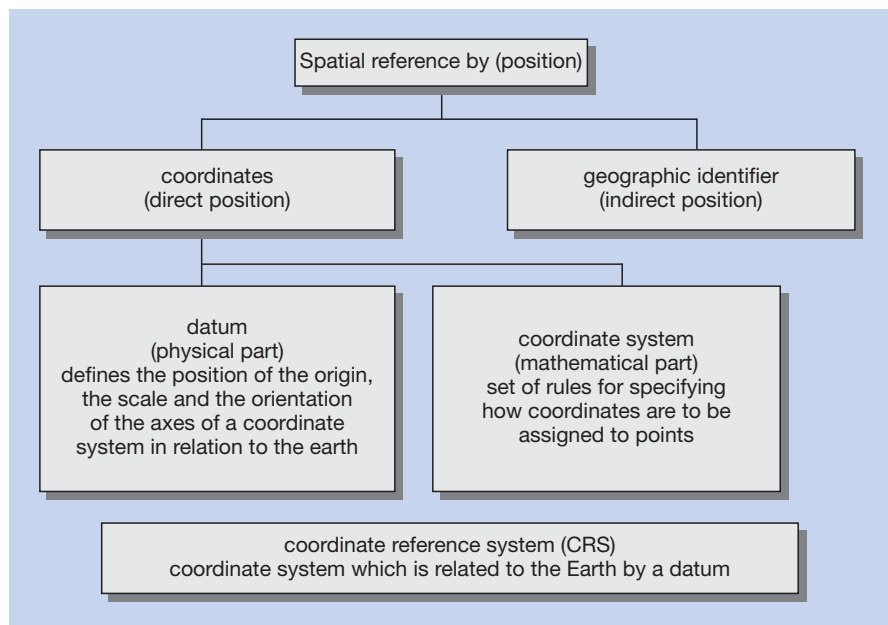 Spatial reference by (position)
coordinates
(direct position)
geographic identifier
(indirect position)
datum
(physical part)
defines the position of the origin,
the scale and the orientation
of the axes of a coordinate
system in relation to the earth
coordinate system
(mathematical part)
set of rules for specifying
how coordinates are to be
assigned to points
coordinate reference system (CRS)
coordinate system which is related to the Earth by a datum